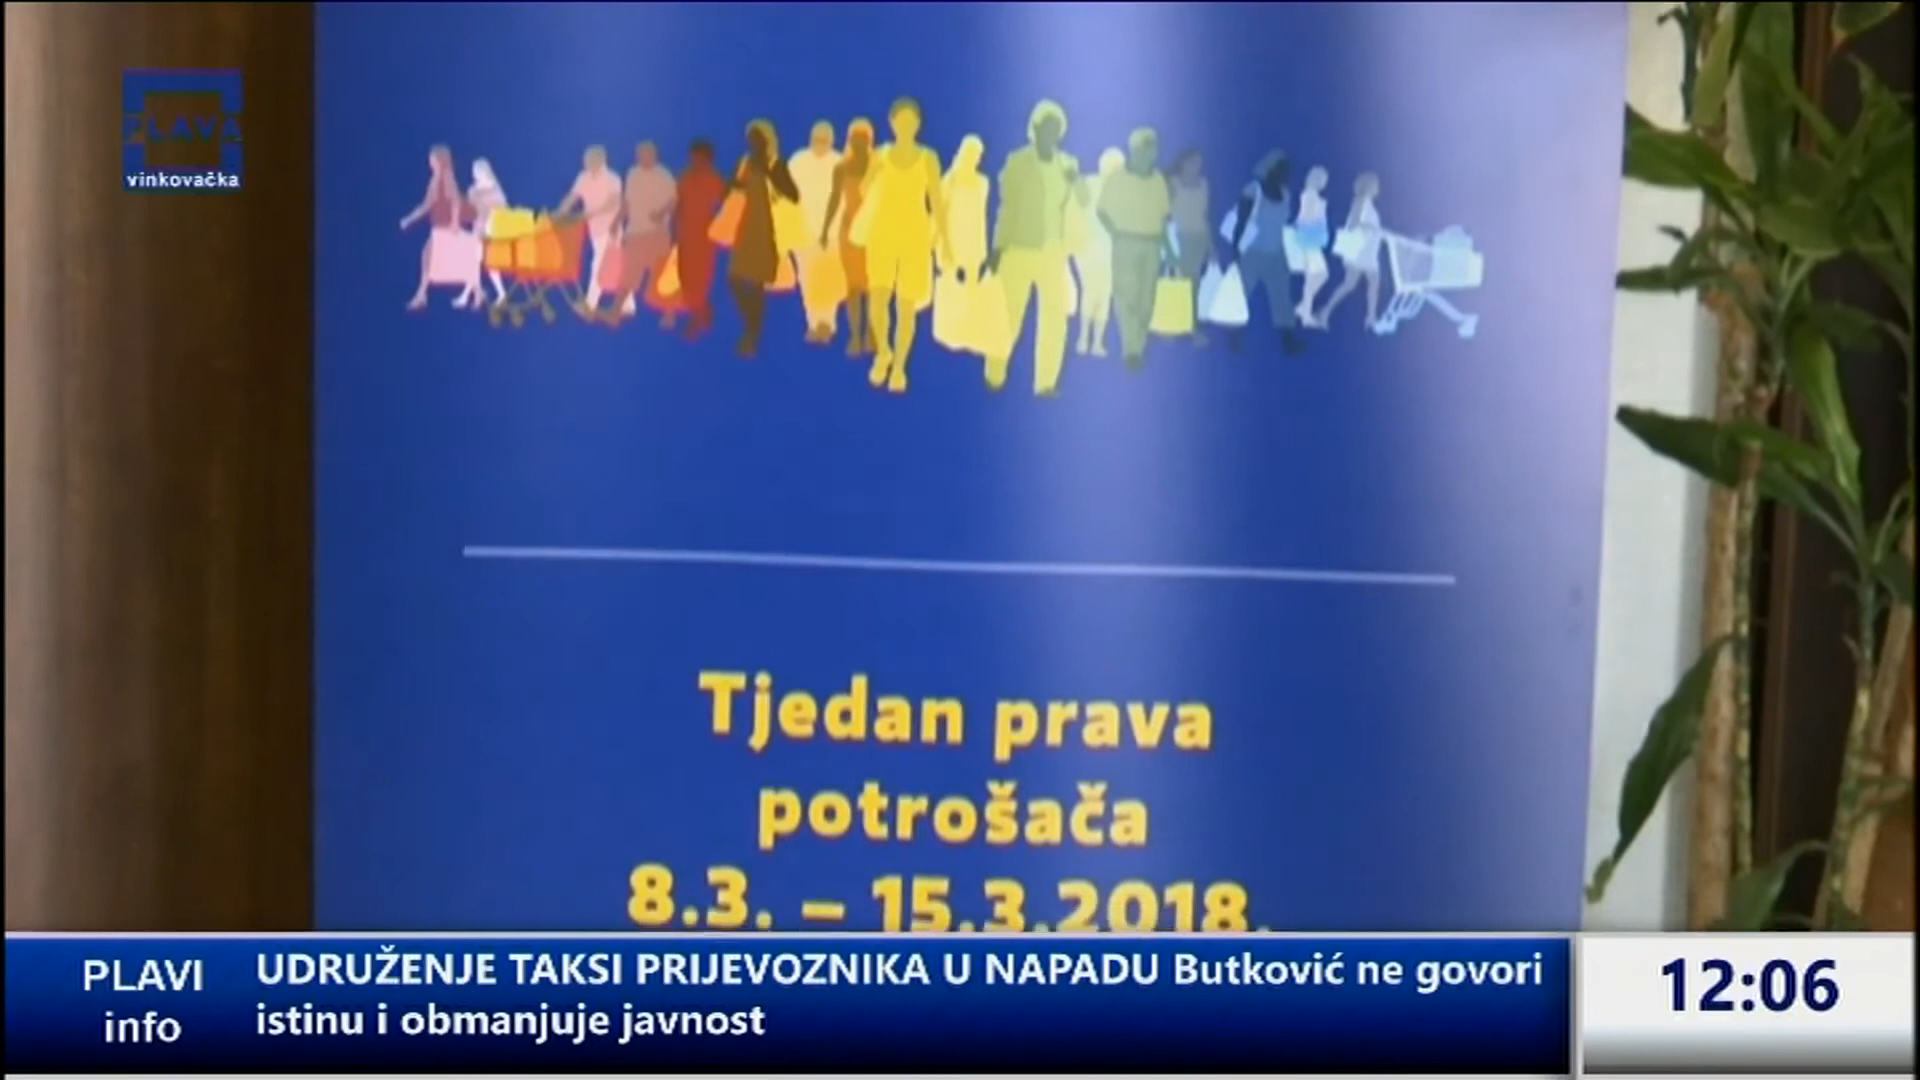 PLAVA
vinkovačka
Tjedan prava
potrošača
8.3. – 15.3.2018.
PLAVI
info
UDRUŽENJE TAKSI PRIJEVOZNIKA U NAPADU Butković ne govori
istinu i obmanjuje javnost
12:06